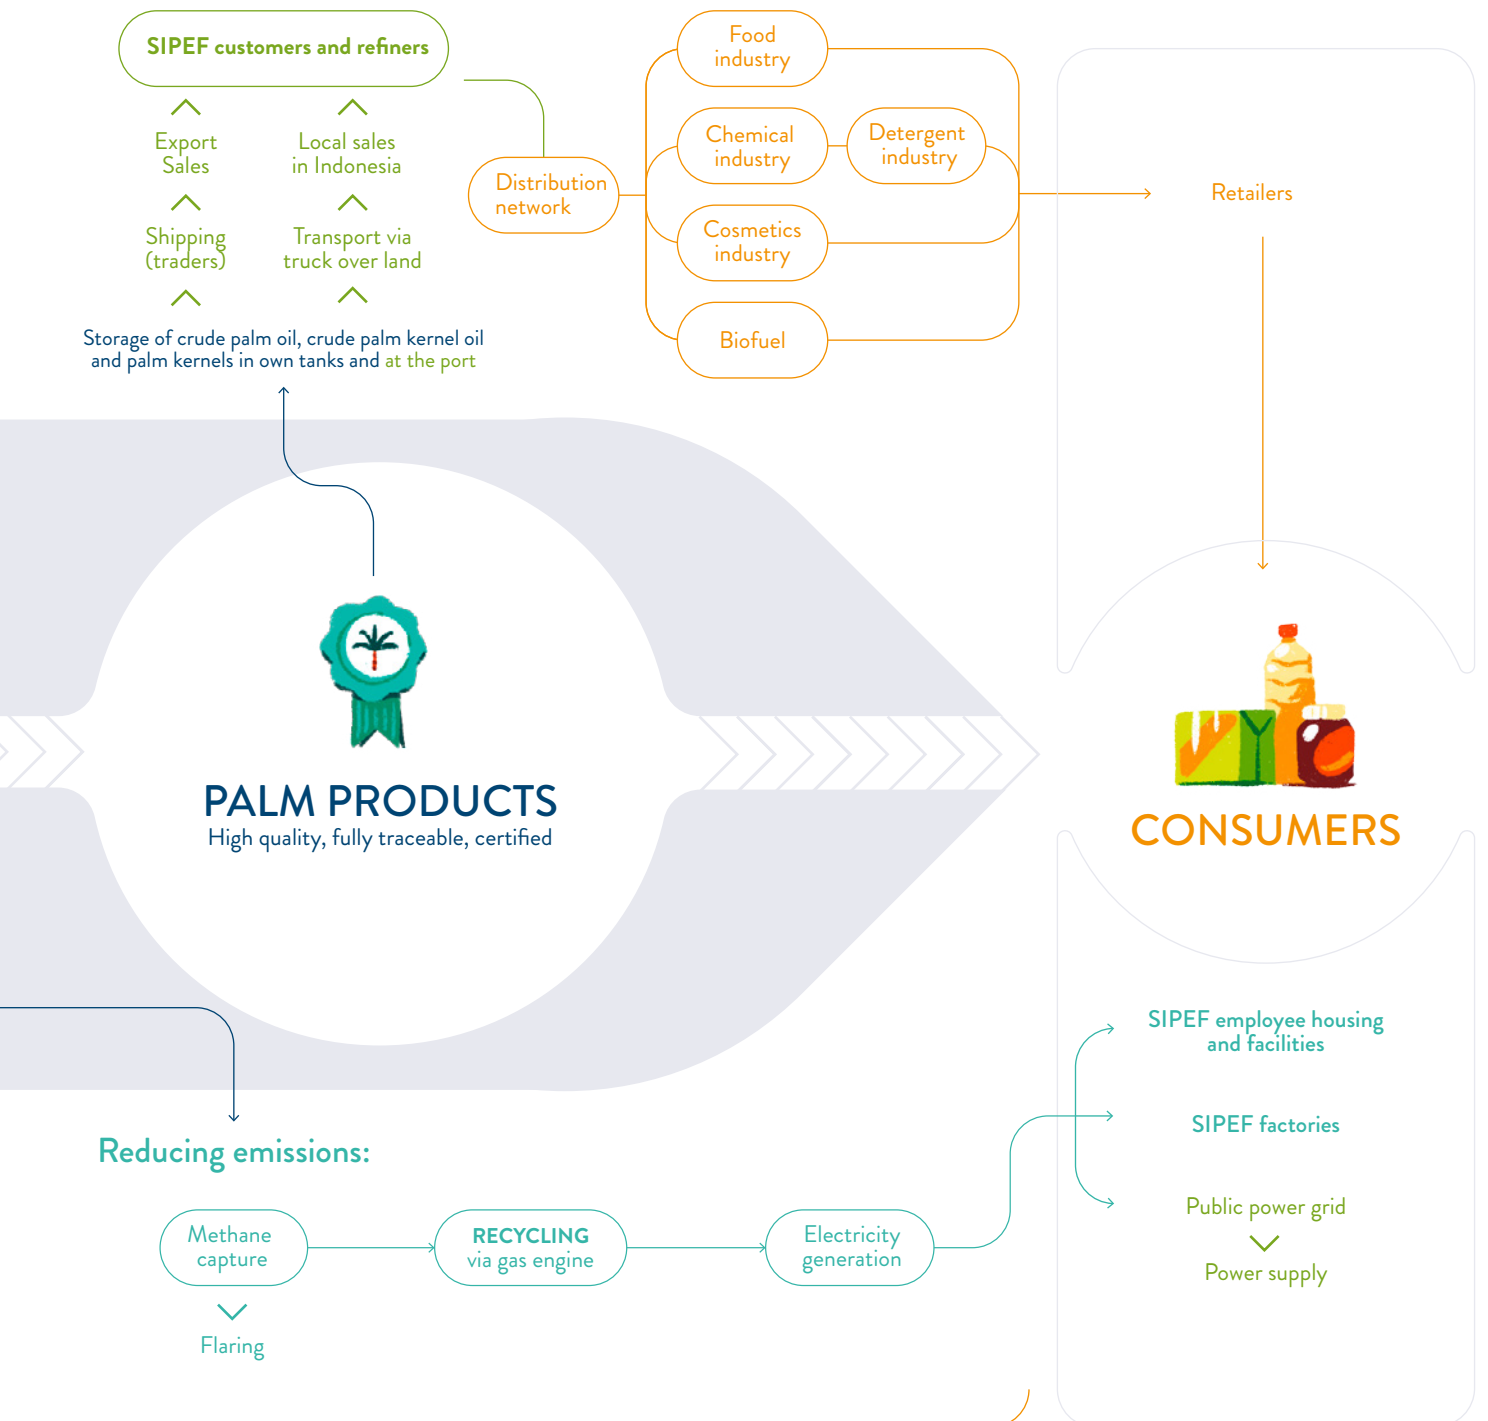 SIPEF customers and refiners
Export
Sales
Local sales
in Indonesia
Shipping
(traders)
Transport via
truck over land
Storage of crude palm oil, crude palm kernel oil
and palm kernels in own tanks and at the port
Distribution
network
Food
industry
Chemical
industry
Detergent
industry
Cosmetics
industry
Biofuel
Retailers
PALM PRODUCTS
High quality, fully traceable, certified
CONSUMERS
Reducing emissions:
Methane
capture
Flaring
RECYCLING
via gas engine
Electricity
generation
SIPEF employee housing
and facilities
SIPEF factories
Public power grid
Power supply